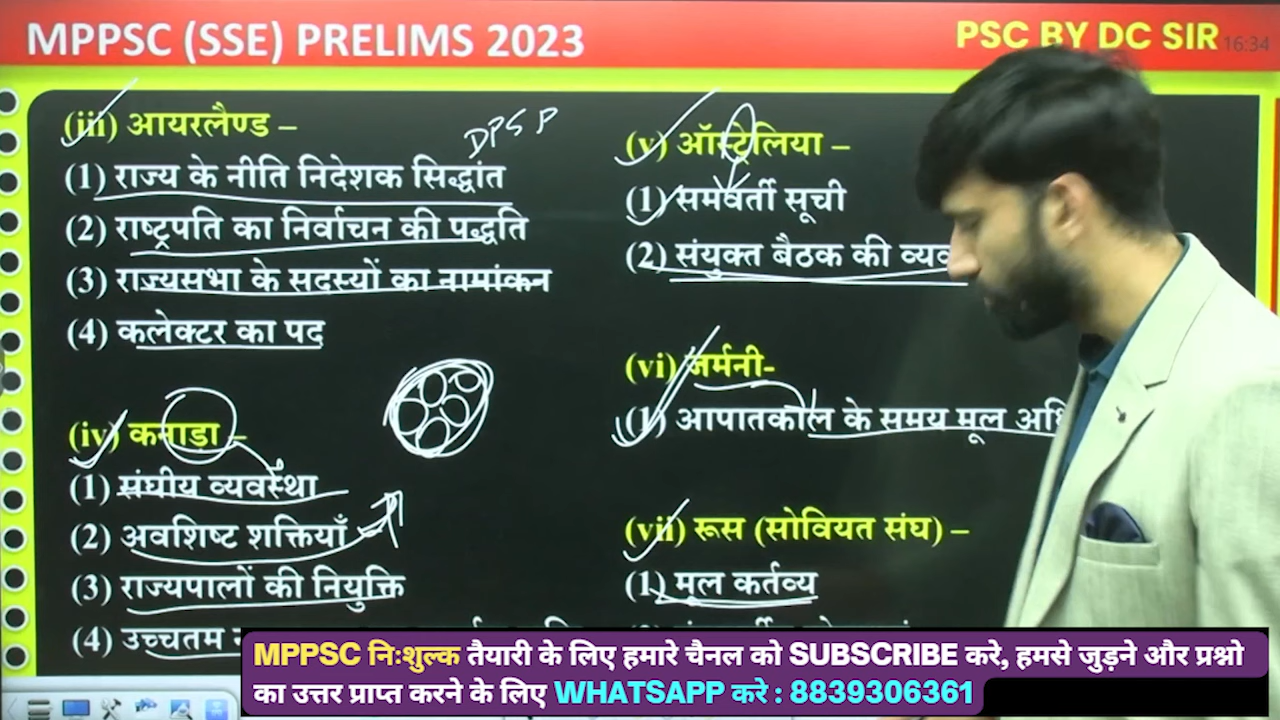 MPPSC (SSE) PRELIMS 2023
PSC BY DC SIR
16:34
(iii) आयरलैण्ड –
DPSP
(1) राज्य के नीति निदेशक सिद्धांत
(2) राष्ट्रपति का निर्वाचन की पद्धति
(3) राज्यसभा के सदस्यों का नामांकन
(4) कलेक्टर का पद
(iv) कनाडा –
(1) संघीय व्यवस्था
(2) अवशिष्ट शक्तियाँ
(3) राज्यपालों की नियुक्ति
(4) उच्चतम
(v) ऑस्ट्रेलिया –
(1) समवर्ती सूची
(2) संयुक्त बैठक की
(vi) जर्मनी-
(1) आपातकाल के समय मूल
(vii) रूस (सोवियत संघ) –
(1) मूल कर्तव्य
MPPSC निःशुल्क तैयारी के लिए हमारे चैनल को SUBSCRIBE करे, हमसे जुड़ने और प्रश्नो
का उत्तर प्राप्त करने के लिए WHATSAPP करे : 8839306361